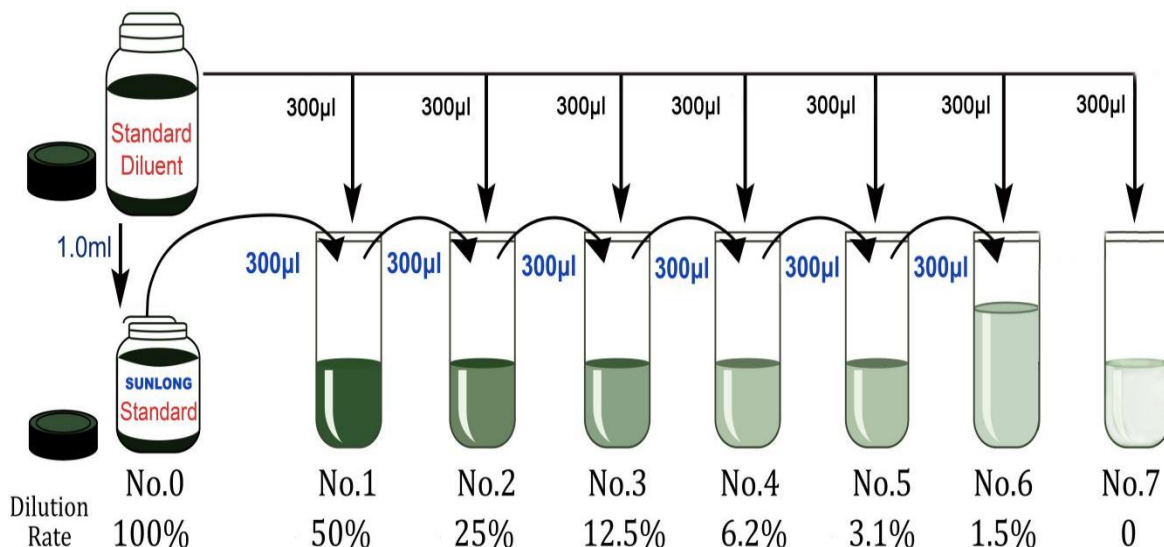 300µl 300µl 300µl 300µl 300µl 300µl 300µl
Standard
Diluent
1.0ml
300µl 300µl 300µl 300µl 300µl 300µl
SUNLONG
Standard
No.0 No.1 No.2 No.3 No.4 No.5 No.6 No.7
Dilution
Rate 100% 50% 25% 12.5% 6.2% 3.1% 1.5% 0